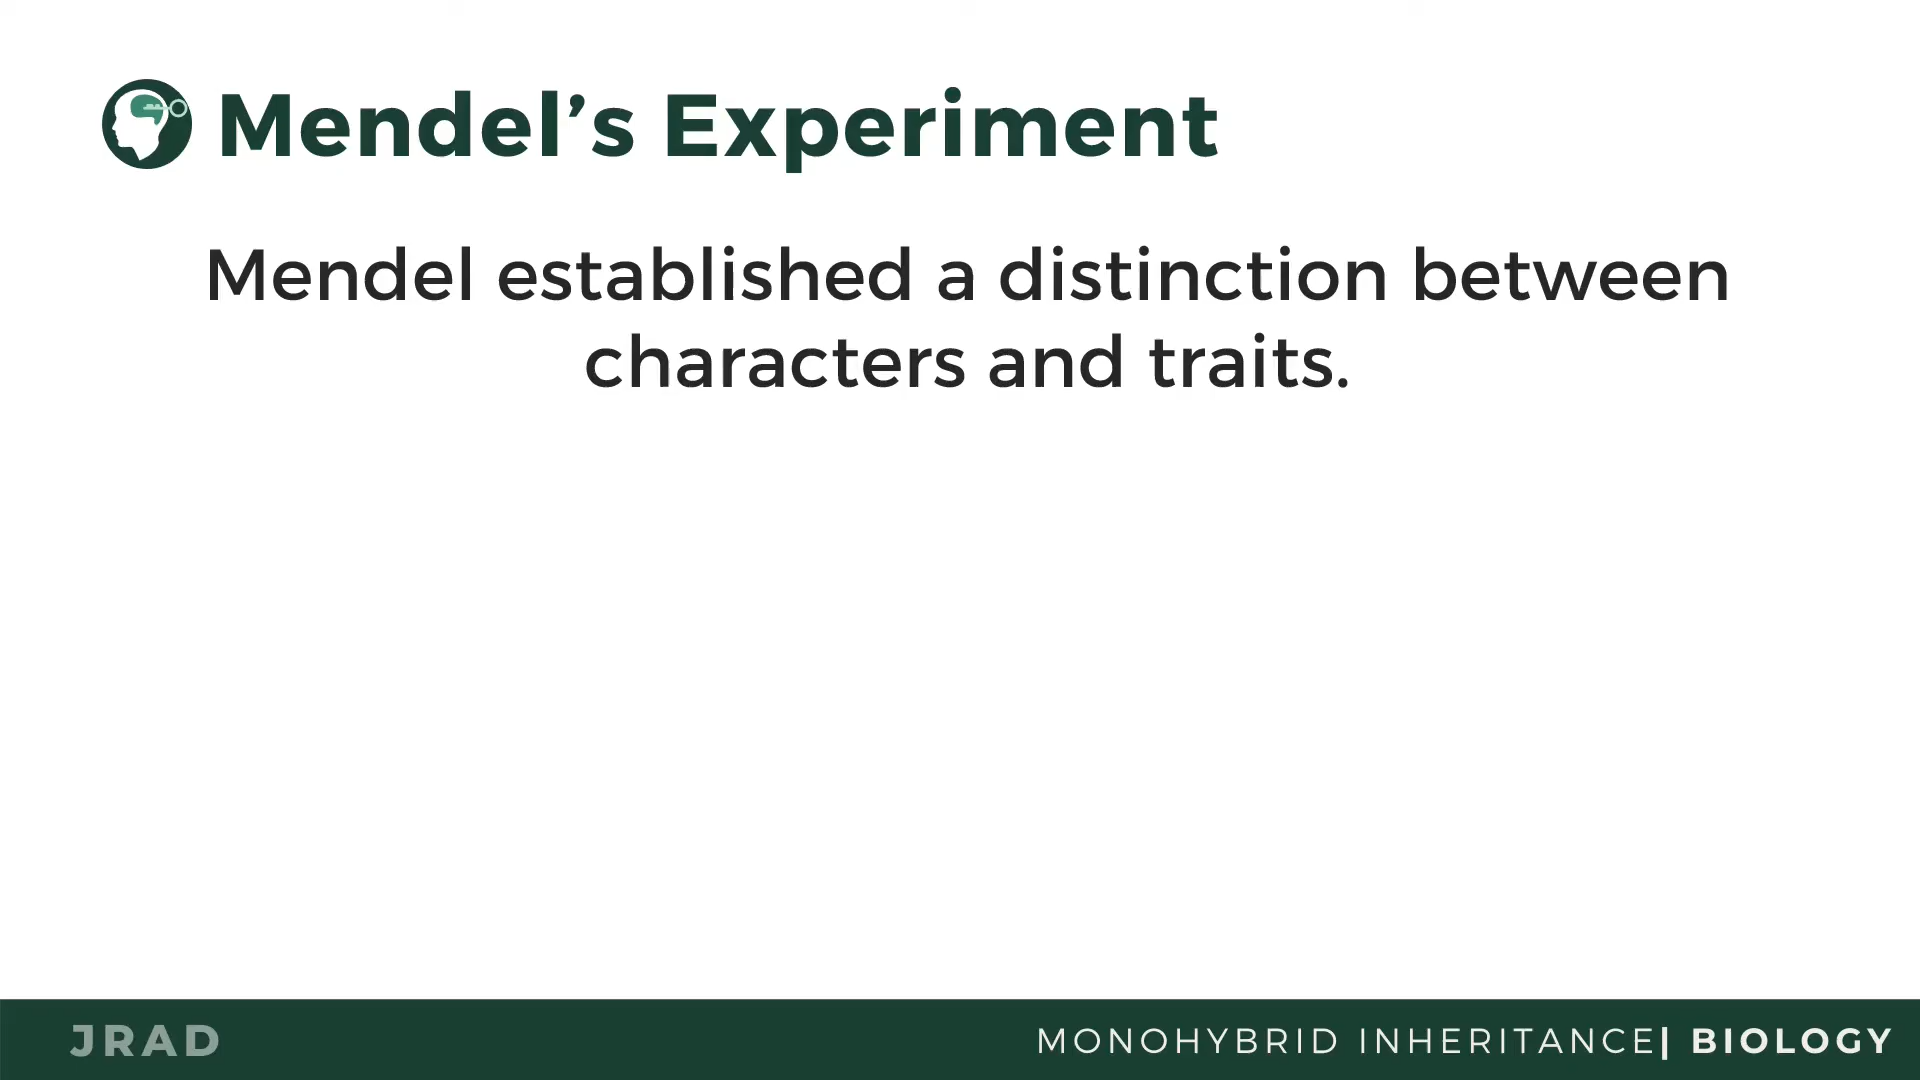 Mendel’s Experiment
Mendel established a distinction between
characters and traits.
JRAD
MONOHYBRID INHERITANCE| BIOLOGY